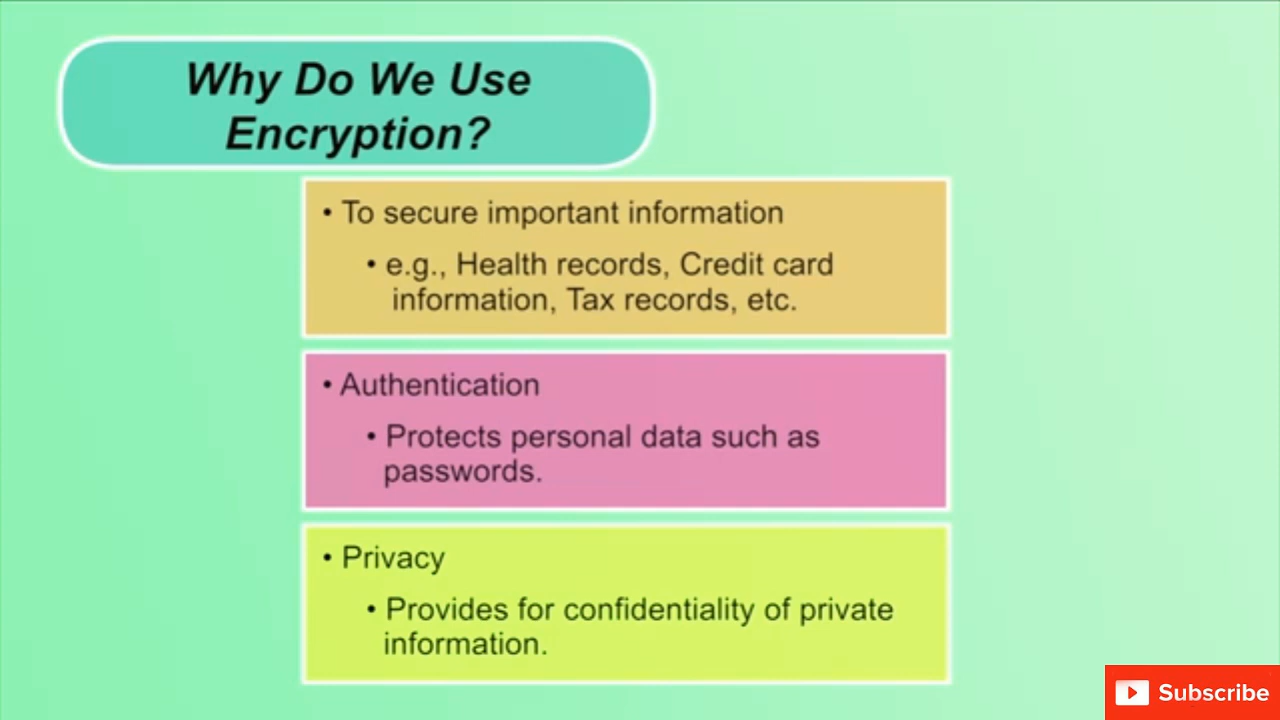 Why Do We Use
Encryption?
• To secure important information
• e.g., Health records, Credit card
information, Tax records, etc.
• Authentication
• Protects personal data such as
passwords.
• Privacy
• Provides for confidentiality of private
information.
Subscribe